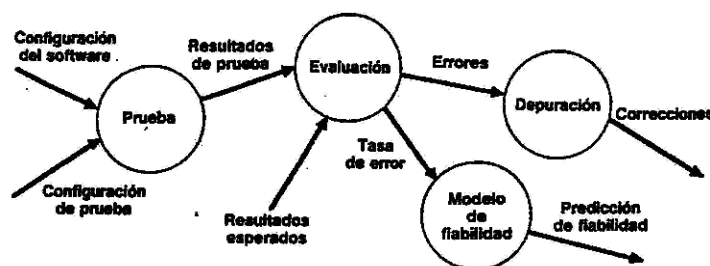 Configuración
del software
Resultados
de prueba
Evaluación
Errores
Prueba
Depuración
Correcciones
Tasa
de error
Configuración
de prueba
Resultados
esperados
Modelo
de
fiabilidad
Predicción
de fiabilidad